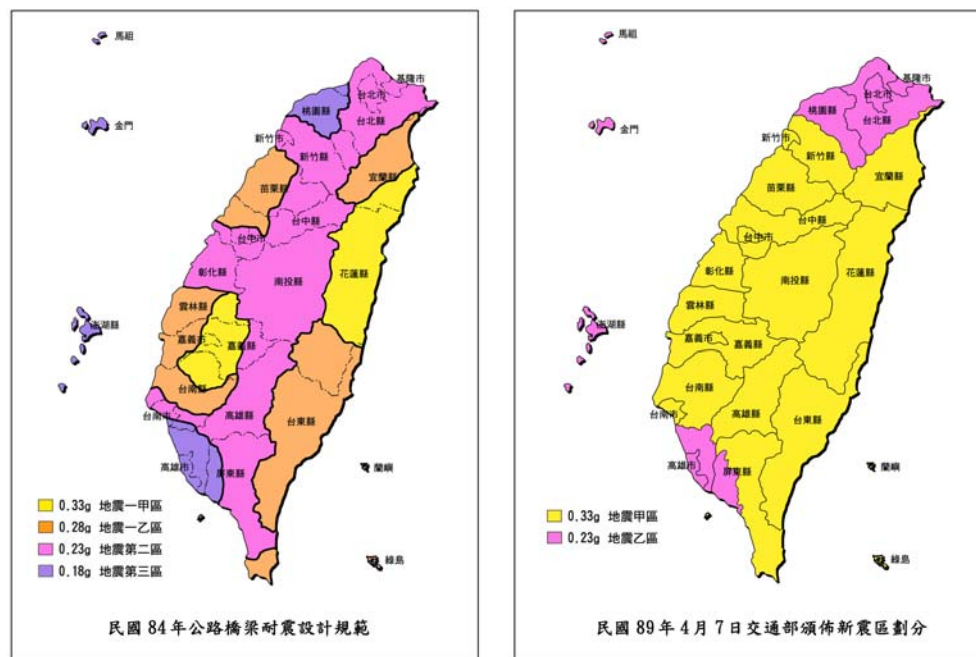 馬祖
基隆市
台北市
桃園縣
台北縣
金門
新竹市
新竹縣
宜蘭縣
苗栗縣
台中縣
台中市
花蓮縣
彰化縣
南投縣
雲林縣
澎湖縣
嘉義市
嘉義縣
台南縣
台南市
高雄縣
台東縣
高雄市
屏東縣
蘭嶼
0.33g 地震一甲區
0.28g 地震一乙區
0.23g 地震第二區
0.18g 地震第三區
綠島
民國 84 年公路橋梁耐震設計規範
馬祖
基隆市
台北市
桃園縣
台北縣
金門
新竹市
新竹縣
宜蘭縣
苗栗縣
台中縣
台中市
花蓮縣
彰化縣
南投縣
雲林縣
澎湖縣
嘉義市
嘉義縣
台南縣
台南市
高雄縣
台東縣
高雄市
屏東縣
蘭嶼
0.33g 地震甲區
0.23g 地震乙區
綠島
民國 89 年 4 月 7 日交通部頒佈新震區劃分